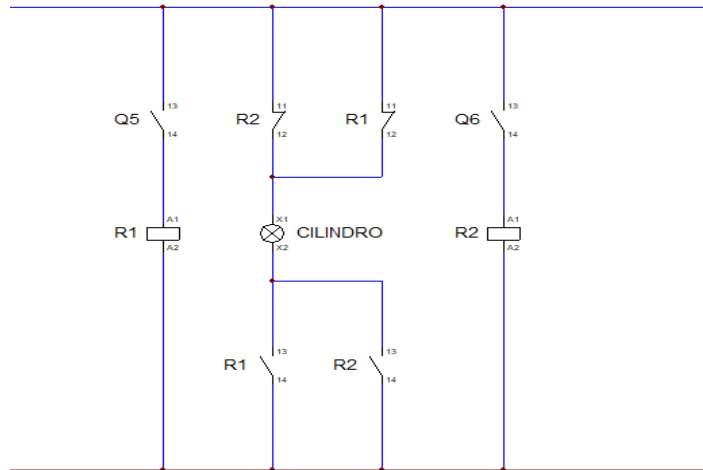 13 11 11 13
Q5 R2 R1 Q6
14 12 12 14
A1 X1 A1
R1 CILINDRO R2
A2 X2 A2
13 13
R1 R2
14 14